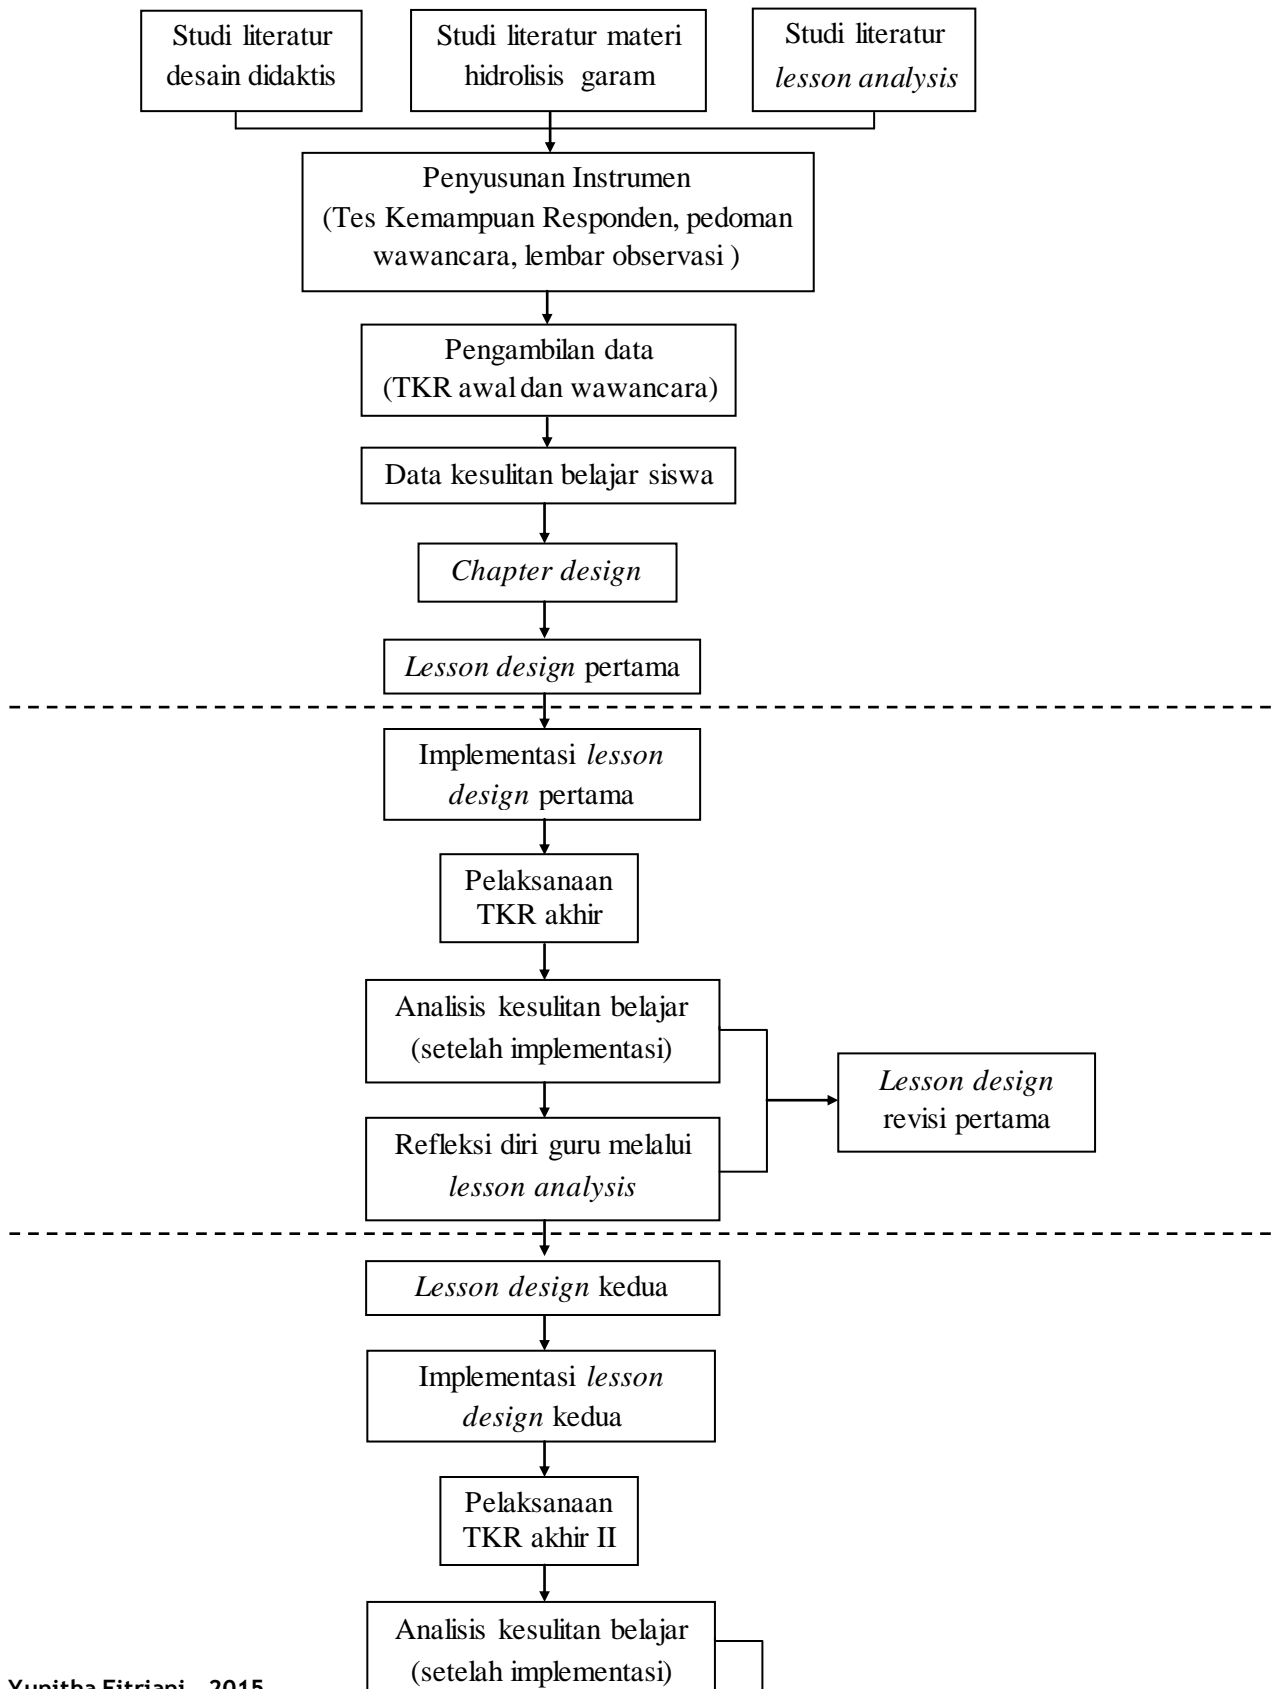 Studi literatur
desain didaktis
Studi literatur materi
hidrolisis garam
Studi literatur
lesson analysis
Penyusunan Instrumen
(Tes Kemampuan Responden, pedoman
wawancara, lembar observasi )
Pengambilan data
(TKR awal dan wawancara)
Data kesulitan belajar siswa
Chapter design
Lesson design pertama
Implementasi lesson
design pertama
Pelaksanaan
TKR akhir
Analisis kesulitan belajar
(setelah implementasi)
Lesson design
revisi pertama
Refleksi diri guru melalui
lesson analysis
Lesson design kedua
Implementasi lesson
design kedua
Pelaksanaan
TKR akhir II
Analisis kesulitan belajar
(setelah implementasi)
Yunitha Fitriani, 2015